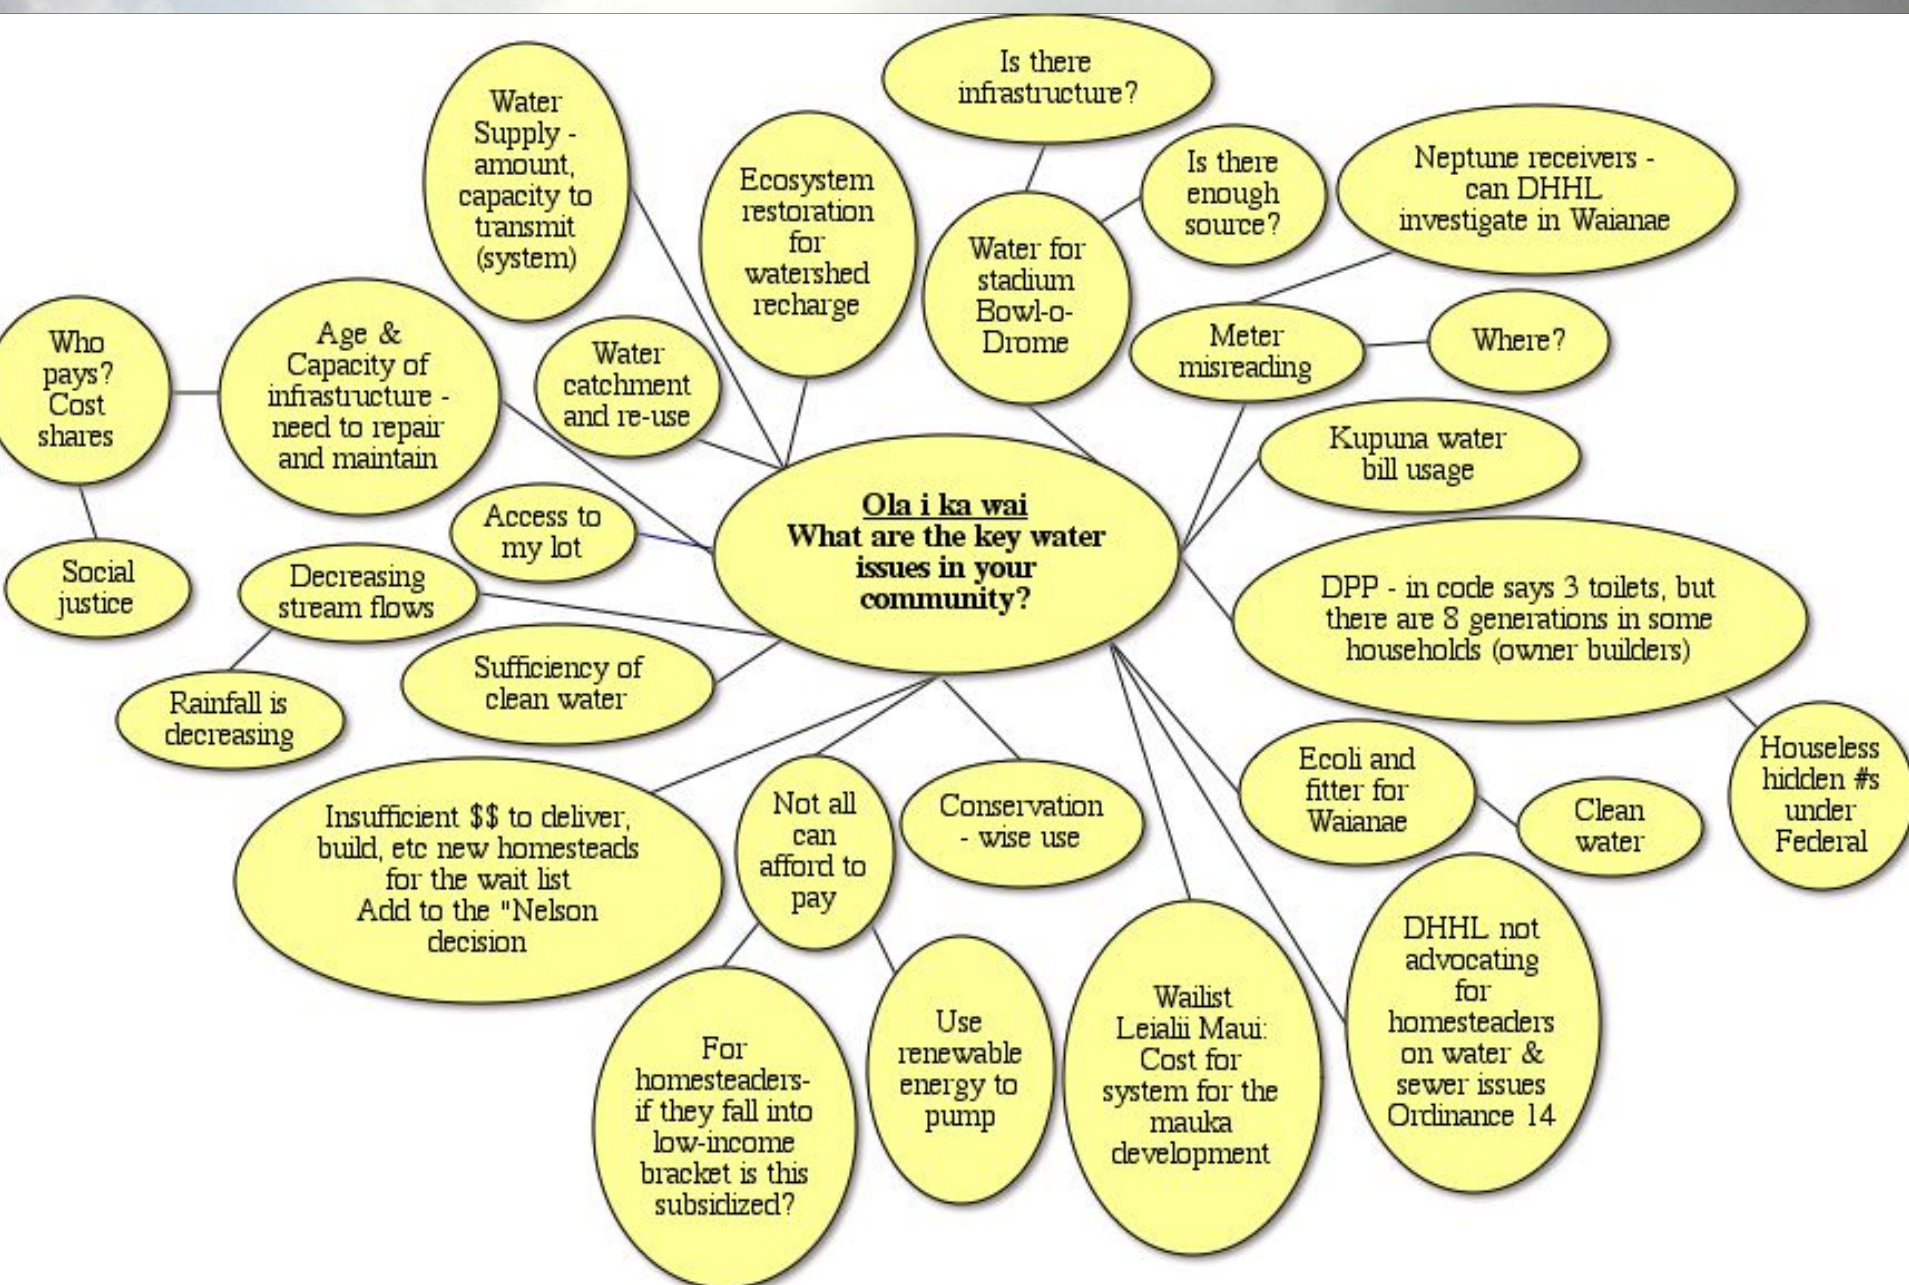 Is there
infrastructure?
Water
Supply -
amount,
capacity to
transmit
(system)
Ecosystem
restoration
for
watershed
recharge
Is there
enough
source?
Neptune receivers -
can DHHL
investigate in Waianae
Water for
stadium
Bowl-o-
Drome
Who
pays?
Cost
shares
Age &
Capacity of
infrastructure -
need to repair
and maintain
Water
catchment
and re-use
Meter
misreading
Where?
Kupuna water
bill usage
Ola i ka wai
What are the key water
issues in your
community?
Access to
my lot
Social
justice
Decreasing
stream flows
DPP - in code says 3 toilets, but
there are 8 generations in some
households (owner builders)
Sufficiency of
clean water
Rainfall is
decreasing
Houseless
hidden #s
under
Federal
Ecoli and
fitter for
Waianae
Clean
water
Insufficient $$ to deliver,
build, etc new homesteads
for the wait list
Add to the "Nelson
decision
Not all
can
afford to
pay
Conservation
- wise use
DHHL not
advocating
for
homesteaders
on water &
sewer issues
Ordinance 14
Wailist
Leialii Maui:
Cost for
system for the
mauka
development
Use
renewable
energy to
pump
For
homesteaders-
if they fall into
low-income
bracket is this
subsidized?